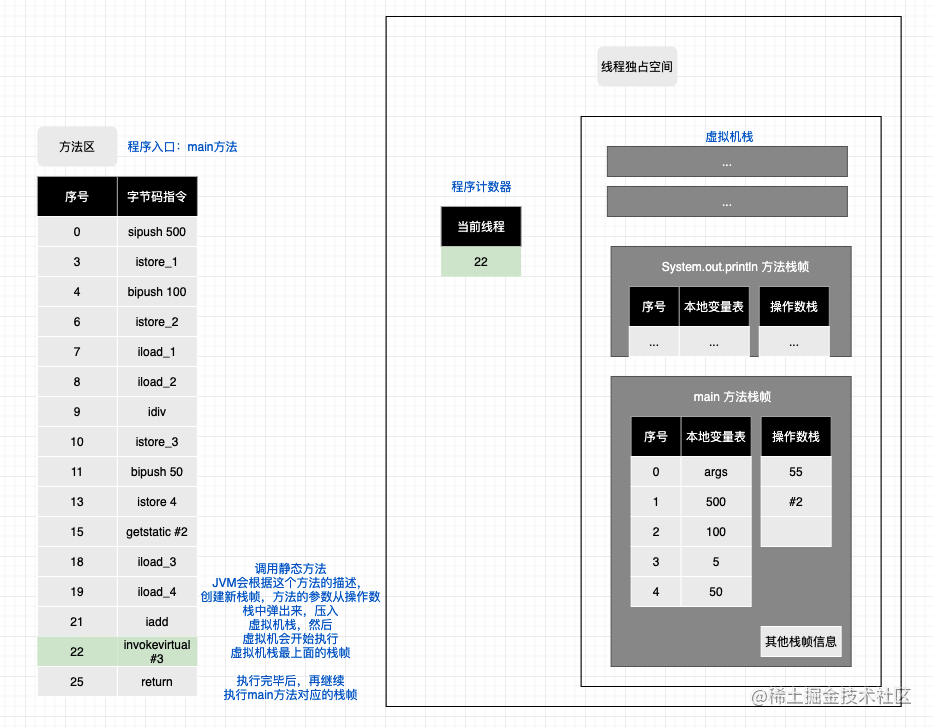 线程独占空间
方法区
程序入口：main方法
序号 字节码指令
0 sipush 500
3 istore_1
4 bipush 100
6 istore_2
7 iload_1
8 iload_2
9 idiv
10 istore_3
11 bipush 50
13 istore 4
15 getstatic #2
18 iload_3
19 iload_4
21 iadd
22 invokevirtual
#3
25 return
调用静态方法
JVM会根据这个方法的描述，
创建新栈帧，方法的参数从操作数
栈中弹出来，压入
虚拟机栈，然后
虚拟机会开始执行
虚拟机栈最上面的栈帧
执行完毕后，再继续
执行main方法对应的栈帧
程序计数器
当前线程
22
虚拟机栈
...
...
System.out.println 方法栈帧
序号 本地变量表 操作数栈
... ... ...
main 方法栈帧
序号 本地变量表 操作数栈
0 args 55
1 500 #2
2 100
3 5
4 50
其他栈帧信息
@稀土掘金技术社区